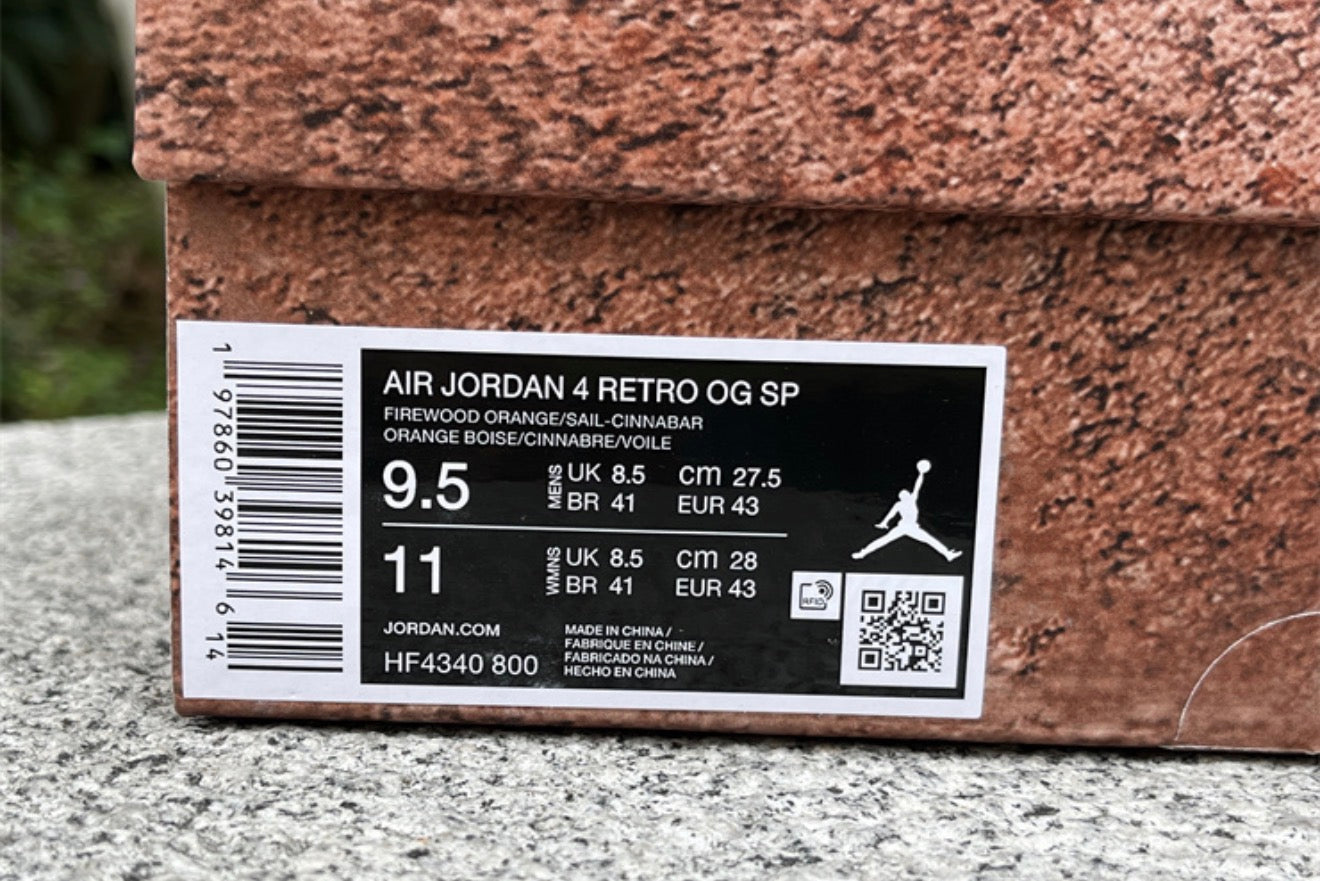 AIR JORDAN 4 RETRO OG SP
FIREWOOD ORANGE/SAIL-CINNABAR
ORANGE BOISE/CINNABRE/VOILE
9.5 MENS UK 8.5 cm 27.5
BR 41 EUR 43
11 WMNS UK 8.5 cm 28
BR 41 EUR 43
JORDAN.COM
HF4340 800
MADE IN CHINA /
FABRIQUE EN CHINE /
FABRICADO NA CHINA /
HECHO EN CHINA
RFID
1 97860 39814 6 14